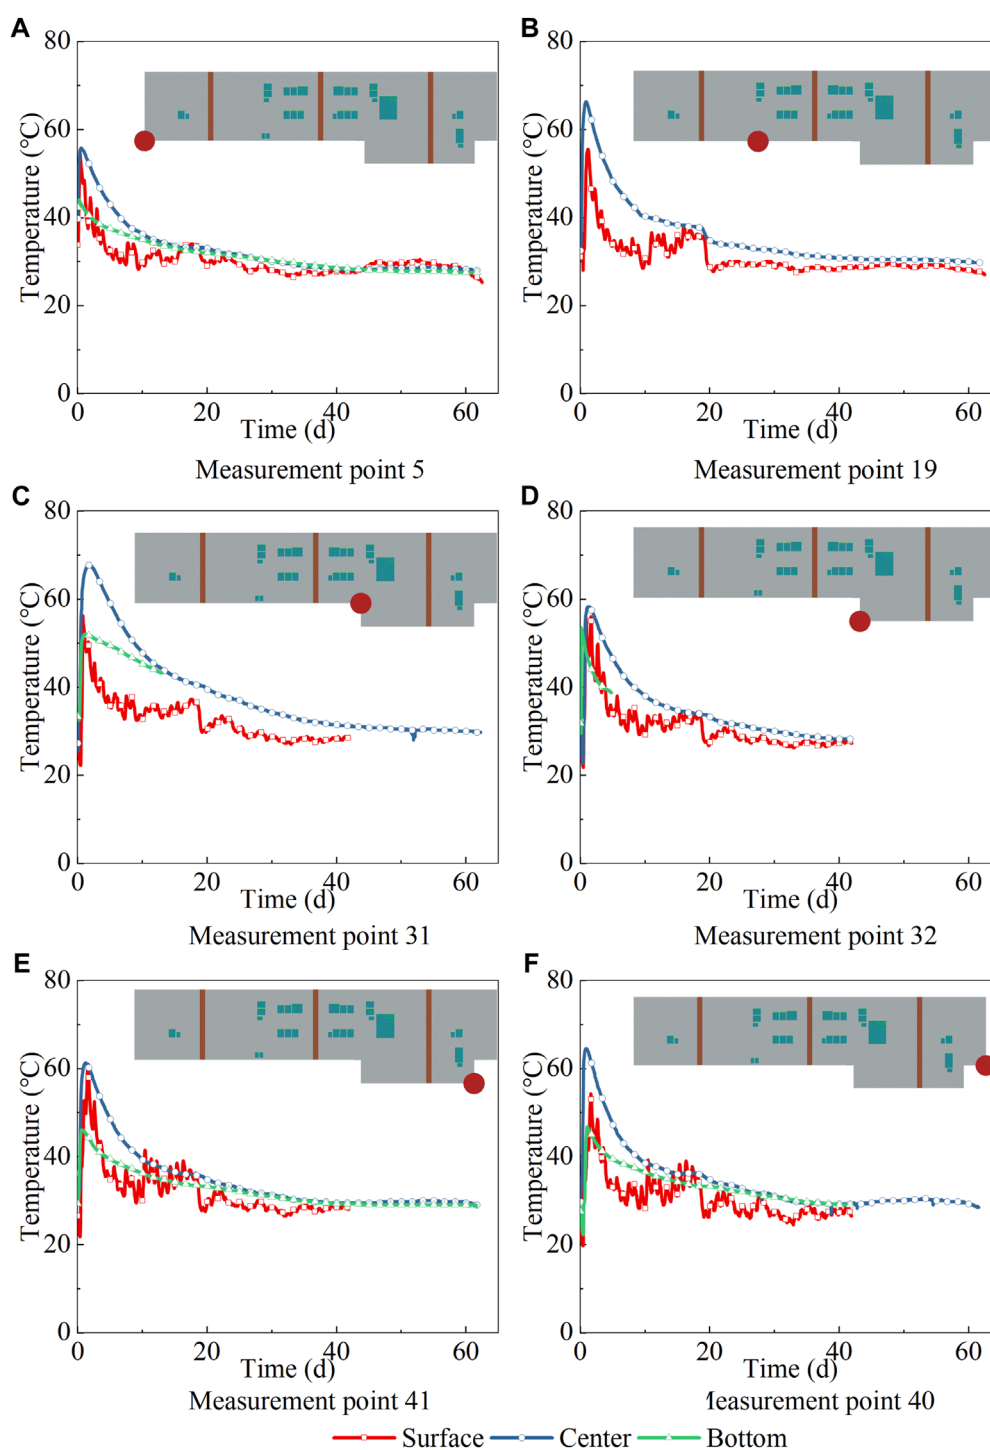 A
B
80
60
40
20
0
Temperature (°C)
0 20 40 60
Time (d)
Measurement point 5
80
60
40
20
0
Temperature (°C)
0 20 40 60
Time (d)
Measurement point 19
C
D
80
60
40
20
0
Temperature (°C)
0 20 40 60
Time (d)
Measurement point 31
80
60
40
20
0
Temperature (°C)
0 20 40 60
Time (d)
Measurement point 32
E
F
80
60
40
20
0
Temperature (°C)
0 20 40 60
Time (d)
Measurement point 41
80
60
40
20
0
Temperature (°C)
0 20 40 60
Time (d)
Measurement point 40
Surface Center Bottom